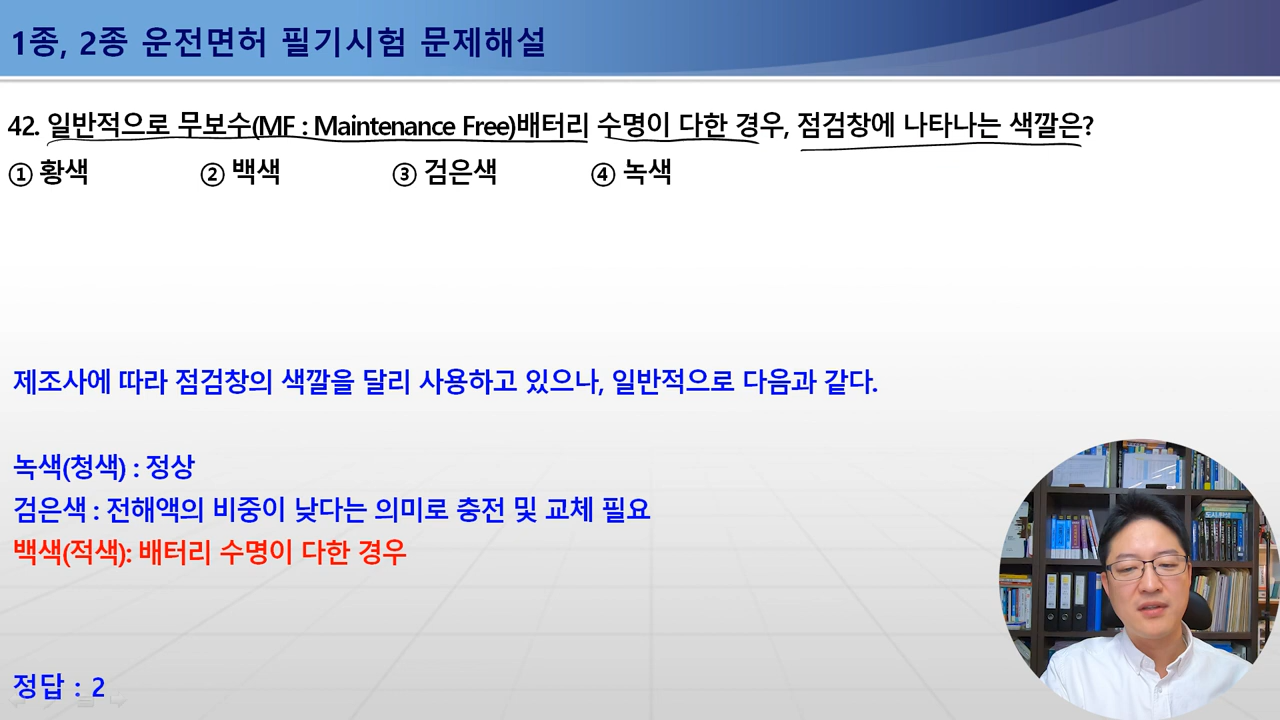 1종, 2종 운전면허 필기시험 문제해설
42. 일반적으로 무보수(MF : Maintenance Free)배터리 수명이 다한 경우, 점검창에 나타나는 색깔은?
① 황색 ② 백색 ③ 검은색 ④ 녹색
제조사에 따라 점검창의 색깔을 달리 사용하고 있으나, 일반적으로 다음과 같다.
녹색(청색) : 정상
검은색 : 전해액의 비중이 낮다는 의미로 충전 및 교체 필요
백색(적색): 배터리 수명이 다한 경우
정답 : 2